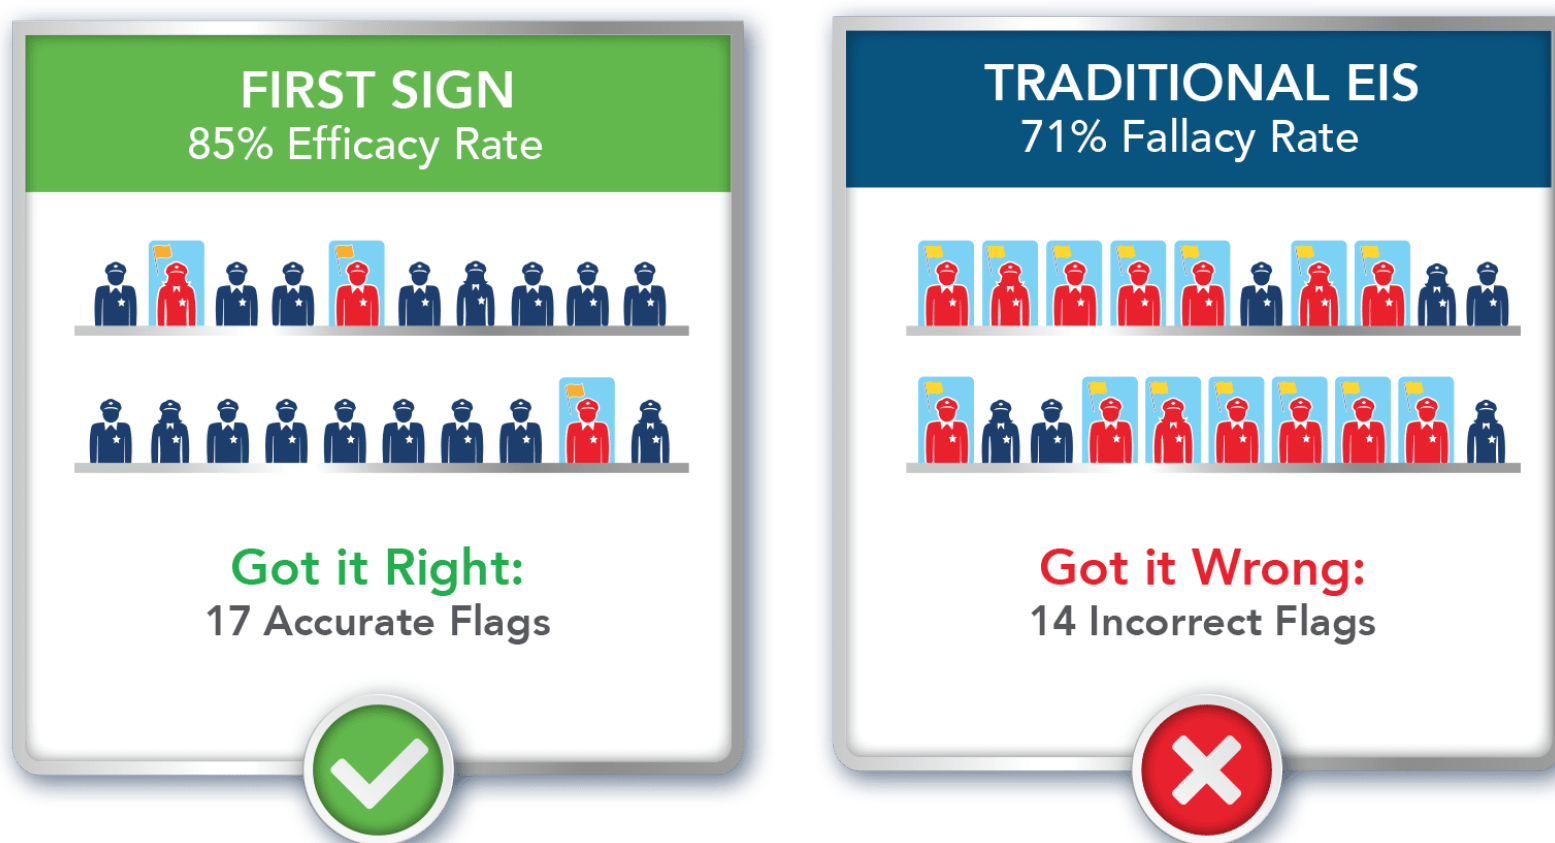 FIRST SIGN
85% Efficacy Rate
Got it Right:
17 Accurate Flags
TRADITIONAL EIS
71% Fallacy Rate
Got it Wrong:
14 Incorrect Flags